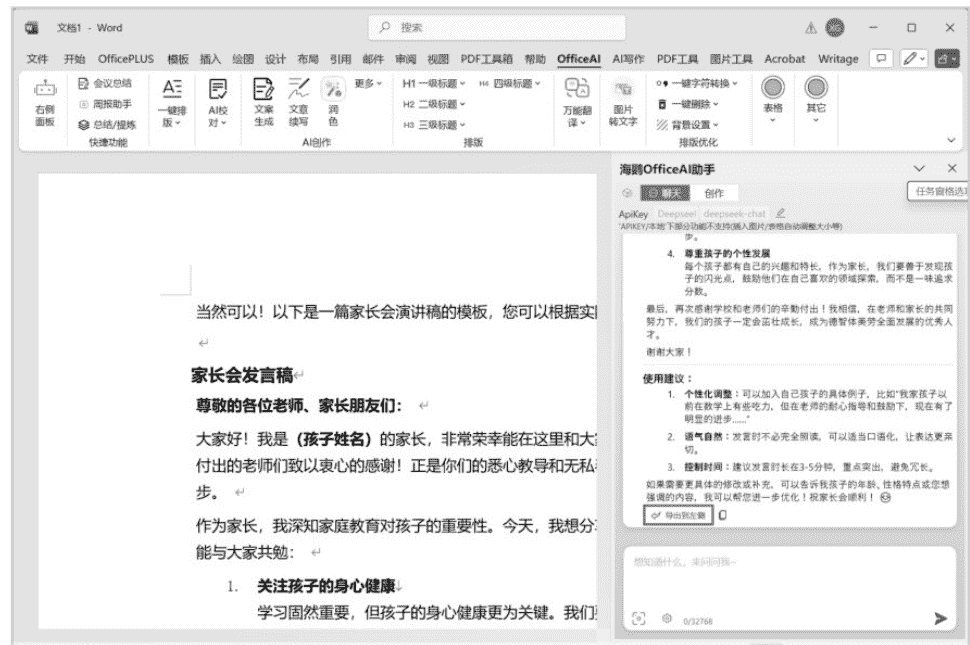 文档1 - Word
搜索
文件 开始 OfficePLUS 模板 插入 绘图 设计 布局 引用 邮件 审阅 视图 PDF工具箱 帮助 OfficeAI AI写作 PDF工具 图片工具 Acrobat Writage
右侧面板
会议总结
周报助手
总结/提炼
快捷功能
一键排版
AI校对
文案生成
文意续写
润色
更多
AI创作
H1 一级标题 H4 四级标题
H2 二级标题
H3 三级标题
排版
万能翻译
图片转文字
一键字符转换
一键删除
背景设置
排版优化
表格
其它
当然可以！以下是一篇家长会演讲稿的模板，您可以根据实
家长会发言稿
尊敬的各位老师、家长朋友们：
大家好！我是（孩子姓名）的家长，非常荣幸能在这里和大
付出的老师们致以衷心的感谢！正是你们的悉心教导和无私
步。
作为家长，我深知家庭教育对孩子的重要性。今天，我想分
能与大家共勉：
1. 关注孩子的身心健康
学习固然重要，但孩子的身心健康更为关键。我们
海鹦OfficeAI助手
聊天 创作
任务窗格选项
ApiKey Deepseel deepseek-chat
'APIKEY/本地'下部分功能不支持(插入图片/表格自动调整大小等)
步。
4. 尊重孩子的个性发展
每个孩子都有自己的兴趣和特长，作为家长，我们要善于发现孩
子的闪光点，鼓励他们在自己喜欢的领域探索，而不是一味追求
分数。
最后，再次感谢学校和老师们的辛勤付出！我相信，在老师和家长的共同
努力下，我们的孩子一定会茁壮成长，成为德智体美劳全面发展的优秀人
才。
谢谢大家！
使用建议：
1. 个性化调整：可以加入自己孩子的具体例子，比如“我家孩子以
前在数学上有些吃力，但在老师的耐心指导和鼓励下，现在有了
明显的进步……”
2. 语气自然：发言时不必完全照读，可以适当口语化，让表达更亲
切。
3. 控制时间：建议发言时长在3-5分钟，重点突出，避免冗长。
如果需要更具体的修改或补充，可以告诉我孩子的年龄、性格特点或您想
强调的内容，我可以帮您进一步优化！祝家长会顺利！
导出到左侧
想知道什么，来问问我~
0/32768